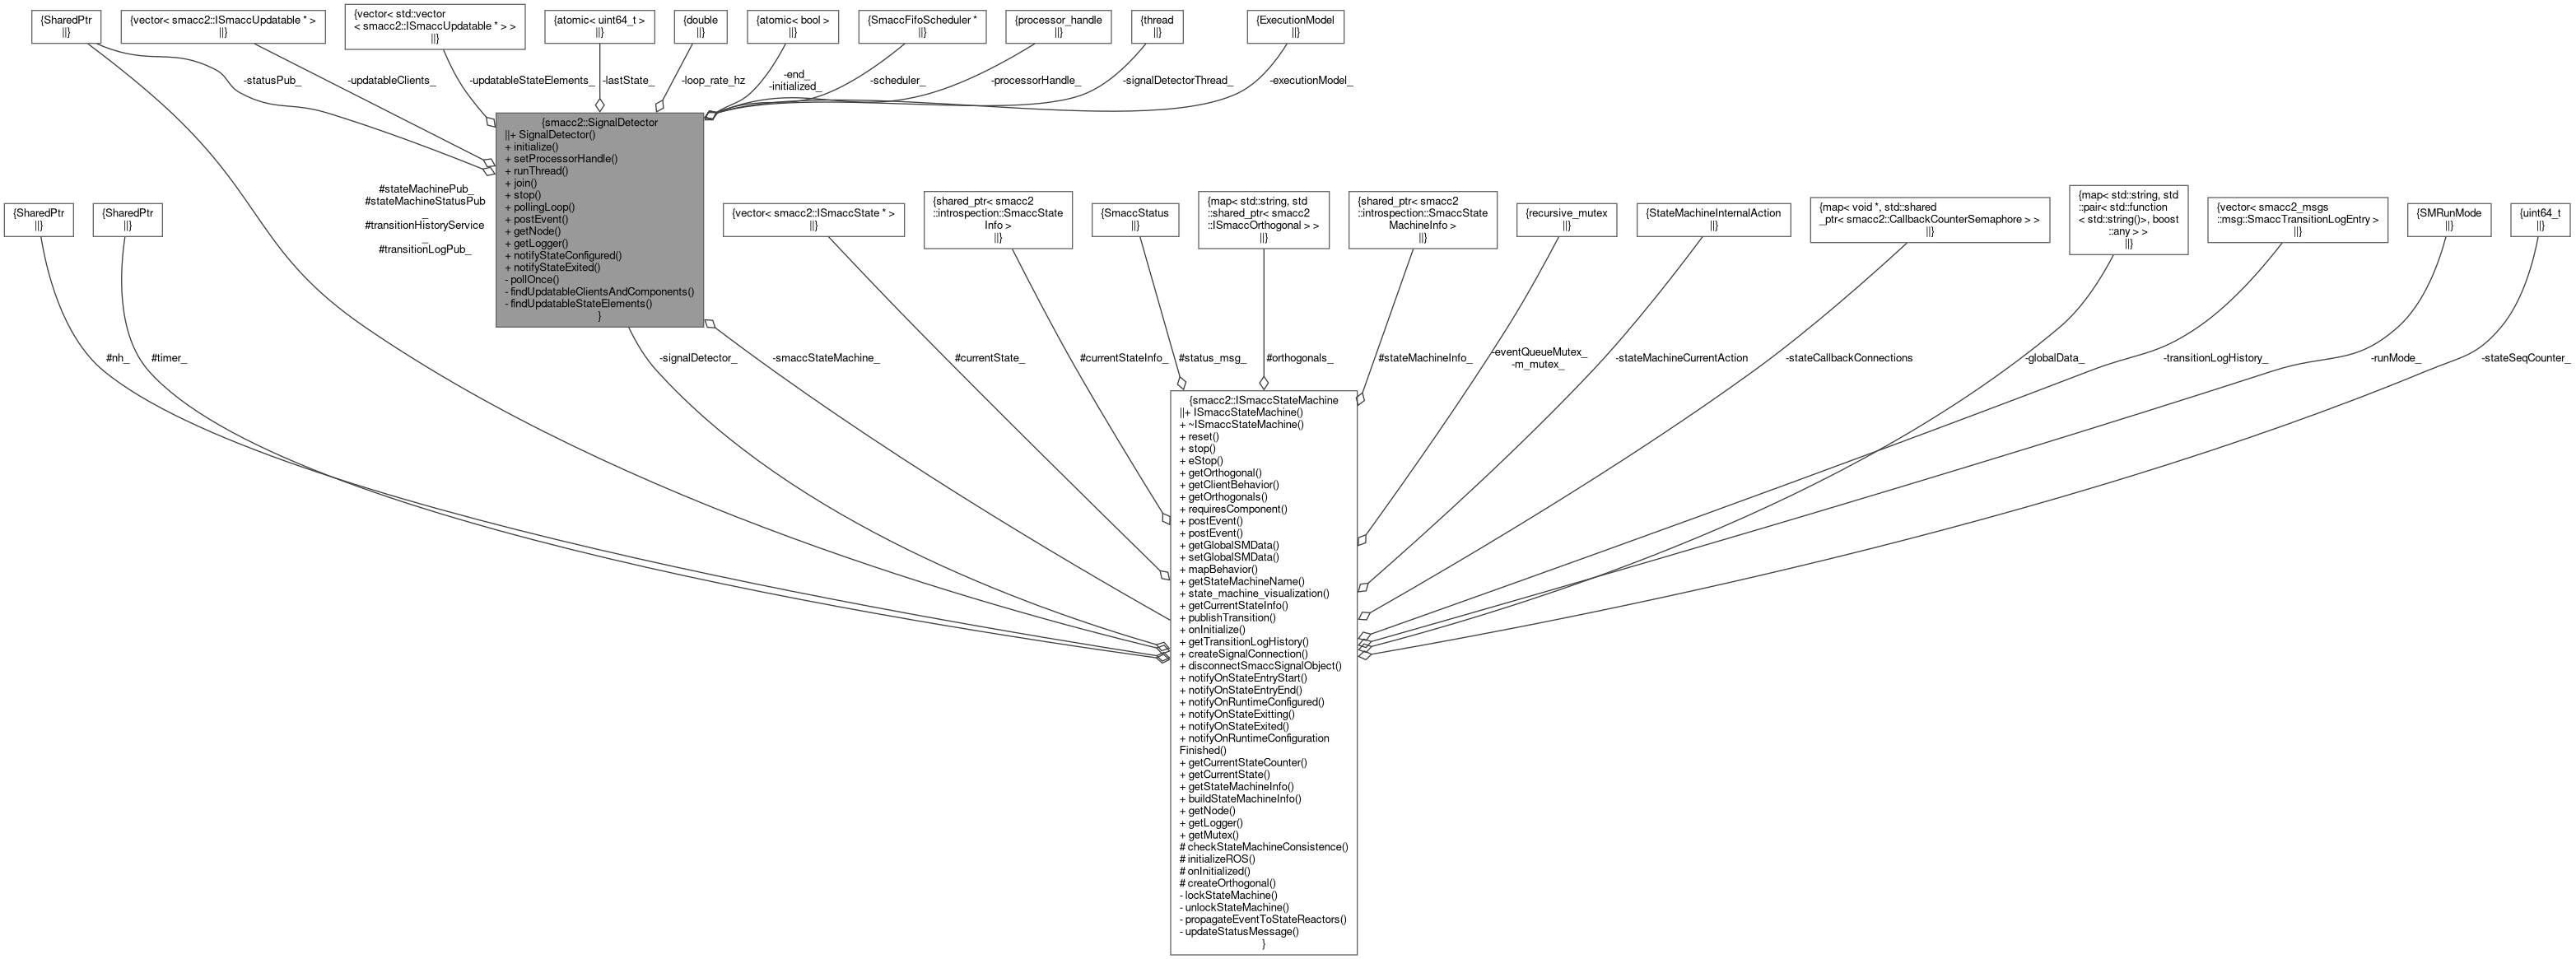 {SharedPtr
||}
{vector< smacc2::ISmaccUpdatable * >
||}
{vector< std::vector
< smacc2::ISmaccUpdatable * > >
||}
{atomic< uint64_t >
||}
{double
||}
{atomic< bool >
||}
{SmaccFifoScheduler *
||}
{processor_handle
||}
{thread
||}
{ExecutionModel
||}
-statusPub_
-updatableClients_
-updatableStateElements_
-lastState_
-loop_rate_hz
-end_
-initialized_
-scheduler_
-processorHandle_
-signalDetectorThread_
-executionModel_
{smacc2::SignalDetector
||+ SignalDetector()
+ initialize()
+ setProcessorHandle()
+ runThread()
+ join()
+ stop()
+ pollingLoop()
+ postEvent()
+ getNode()
+ getLogger()
+ notifyStateConfigured()
+ notifyStateExited()
- pollOnce()
- findUpdatableClientsAndComponents()
- findUpdatableStateElements()
}
#stateMachinePub_
#stateMachineStatusPub
_
#transitionHistoryService
_
#transitionLogPub_
{SharedPtr
||}
{SharedPtr
||}
{vector< smacc2::ISmaccState * >
||}
{shared_ptr< smacc2
::introspection::SmaccState
Info >
||}
{SmaccStatus
||}
{map< std::string, std
::shared_ptr< smacc2
::ISmaccOrthogonal > >
||}
{shared_ptr< smacc2
::introspection::SmaccState
MachineInfo >
||}
{recursive_mutex
||}
{StateMachineInternalAction
||}
{map< void *, std::shared
_ptr< smacc2::CallbackCounterSemaphore > >
||}
{map< std::string, std
::pair< std::function
< std::string()>, boost
::any > >
||}
{vector< smacc2_msgs
::msg::SmaccTransitionLogEntry >
||}
{SMRunMode
||}
{uint64_t
||}
#nh_
#timer_
-signalDetector_
-smaccStateMachine_
#currentState_
#currentStateInfo_
#status_msg_
#orthogonals_
#stateMachineInfo_
-eventQueueMutex_
-m_mutex_
-stateMachineCurrentAction
-stateCallbackConnections
-globalData_
-transitionLogHistory_
-runMode_
-stateSeqCounter_
{smacc2::ISmaccStateMachine
||+ ISmaccStateMachine()
+ ~ISmaccStateMachine()
+ reset()
+ stop()
+ eStop()
+ getOrthogonal()
+ getClientBehavior()
+ getOrthogonals()
+ requiresComponent()
+ postEvent()
+ postEvent()
+ getGlobalSMData()
+ setGlobalSMData()
+ mapBehavior()
+ getStateMachineName()
+ state_machine_visualization()
+ getCurrentStateInfo()
+ publishTransition()
+ onInitialize()
+ getTransitionLogHistory()
+ createSignalConnection()
+ disconnectSmaccSignalObject()
+ notifyOnStateEntryStart()
+ notifyOnStateEntryEnd()
+ notifyOnRuntimeConfigured()
+ notifyOnStateExitting()
+ notifyOnStateExited()
+ notifyOnRuntimeConfiguration
Finished()
+ getCurrentStateCounter()
+ getCurrentState()
+ getStateMachineInfo()
+ buildStateMachineInfo()
+ getNode()
+ getLogger()
+ getMutex()
# checkStateMachineConsistence()
# initializeROS()
# onInitialized()
# createOrthogonal()
- lockStateMachine()
- unlockStateMachine()
- propagateEventToStateReactors()
- updateStatusMessage()
}